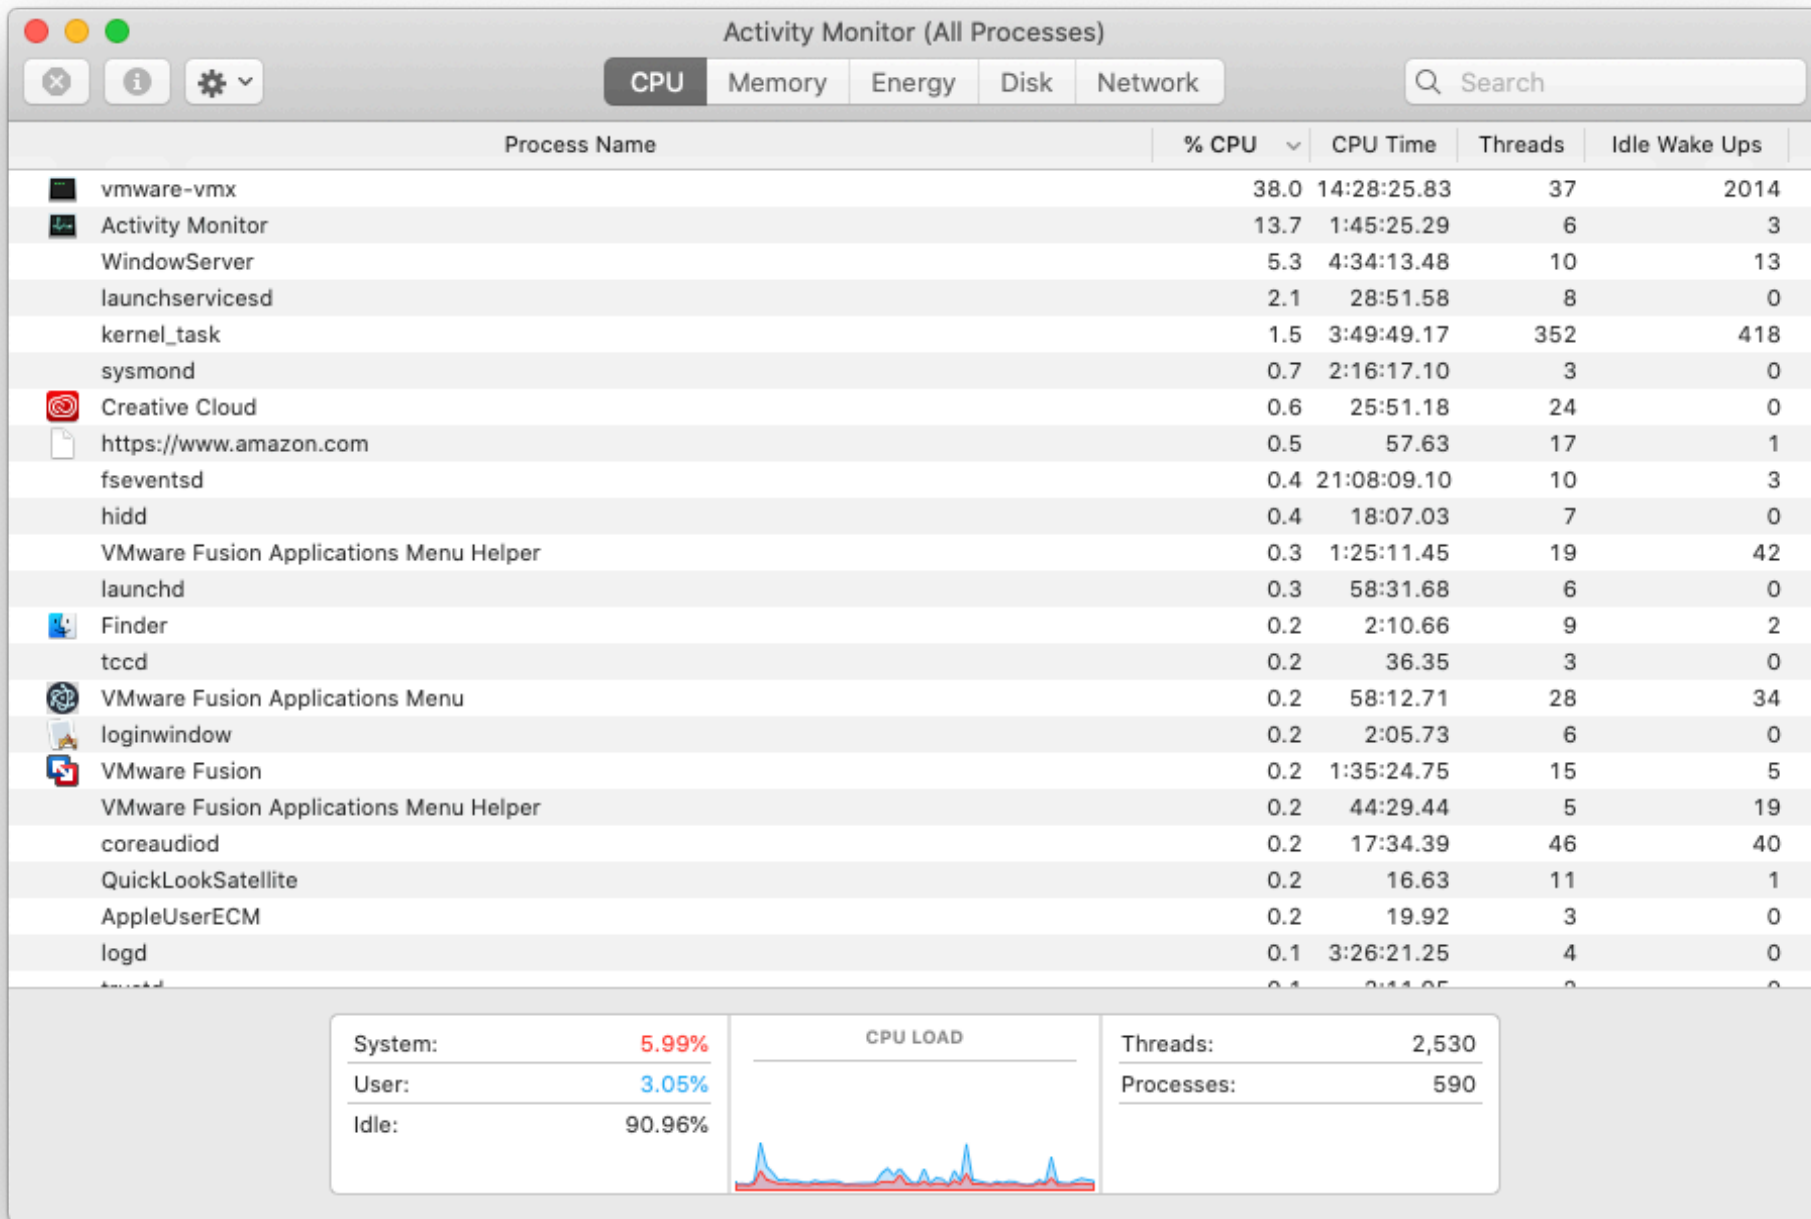 Activity Monitor (All Processes)
CPU Memory Energy Disk Network Search
Process Name % CPU CPU Time Threads Idle Wake Ups
vmware-vmx 38.0 14:28:25.83 37 2014
Activity Monitor 13.7 1:45:25.29 6 3
WindowServer 5.3 4:34:13.48 10 13
launchservicesd 2.1 28:51.58 8 0
kernel_task 1.5 3:49:49.17 352 418
sysmond 0.7 2:16:17.10 3 0
Creative Cloud 0.6 25:51.18 24 0
https://www.amazon.com 0.5 57.63 17 1
fseventsd 0.4 21:08:09.10 10 3
hidd 0.4 18:07.03 7 0
VMware Fusion Applications Menu Helper 0.3 1:25:11.45 19 42
launchd 0.3 58:31.68 6 0
Finder 0.2 2:10.66 9 2
tccd 0.2 36.35 3 0
VMware Fusion Applications Menu 0.2 58:12.71 28 34
loginwindow 0.2 2:05.73 6 0
VMware Fusion 0.2 1:35:24.75 15 5
VMware Fusion Applications Menu Helper 0.2 44:29.44 5 19
coreaudiod 0.2 17:34.39 46 40
QuickLookSatellite 0.2 16.63 11 1
AppleUserECM 0.2 19.92 3 0
logd 0.1 3:26:21.25 4 0
System: 5.99%
User: 3.05%
Idle: 90.96%
CPU LOAD
Threads: 2,530
Processes: 590